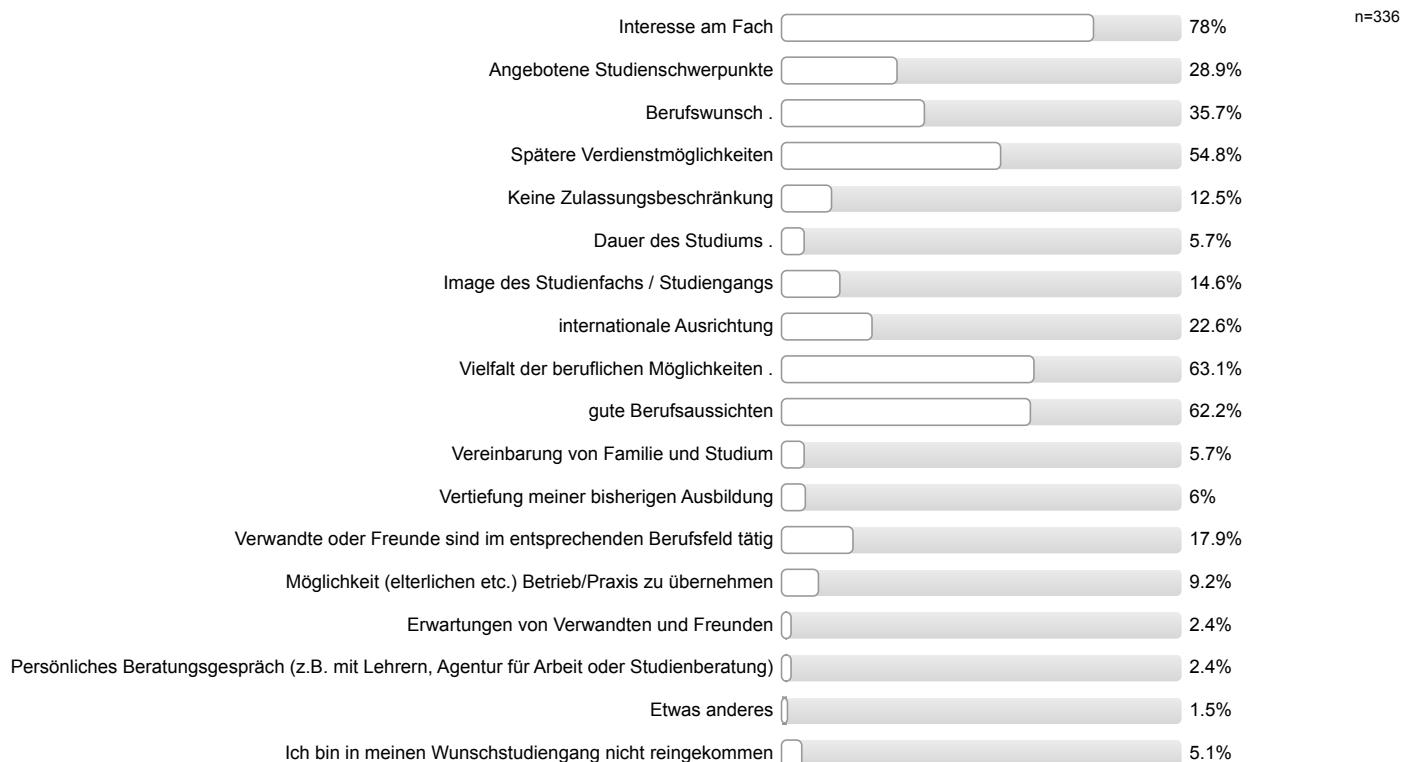 n=336
Interesse am Fach 78%
Angebotene Studienschwerpunkte 28.9%
Berufswunsch . 35.7%
Spätere Verdienstmöglichkeiten 54.8%
Keine Zulassungsbeschränkung 12.5%
Dauer des Studiums . 5.7%
Image des Studienfachs / Studiengangs 14.6%
internationale Ausrichtung 22.6%
Vielfalt der beruflichen Möglichkeiten . 63.1%
gute Berufsaussichten 62.2%
Vereinbarung von Familie und Studium 5.7%
Vertiefung meiner bisherigen Ausbildung 6%
Verwandte oder Freunde sind im entsprechenden Berufsfeld tätig 17.9%
Möglichkeit (elterlichen etc.) Betrieb/Praxis zu übernehmen 9.2%
Erwartungen von Verwandten und Freunden 2.4%
Persönliches Beratungsgespräch (z.B. mit Lehrern, Agentur für Arbeit oder Studienberatung) 2.4%
Etwas anderes 1.5%
Ich bin in meinen Wunschstudiengang nicht reingekommen 5.1%